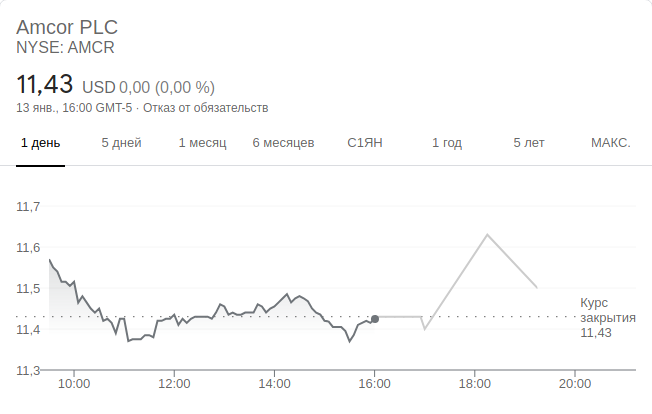 Amcor PLC
NYSE: AMCR
11,43 USD 0,00 (0,00 %)
13 янв., 16:00 GMT-5 · Отказ от обязательств
1 день 5 дней 1 месяц 6 месяцев С1ЯН 1 год 5 лет МАКС.
11,7
11,6
11,5
11,4
11,3
Курс
закрытия
11,43
10:00 12:00 14:00 16:00 18:00 20:00